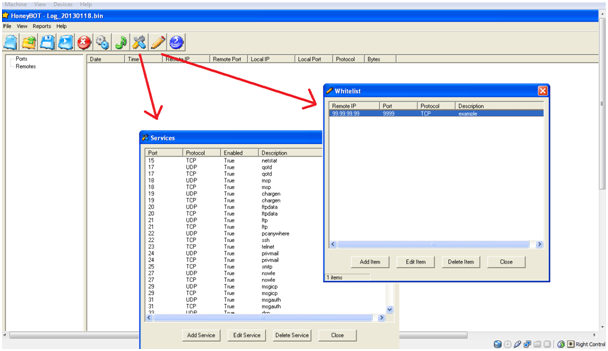 Machine View Devices Help
HoneyBOT - Log_20130118.bin
File View Reports Help
Ports
Remotes
Date Time Remote IP Remote Port Local IP Local Port Protocol Bytes
Whitelist
Remote IP Port Protocol Description
99.99.99.99 9999 TCP example
Add Item Edit Item Delete Item Close
1 items
Services
Port Protocol Enabled Description
15 TCP True netstat
17 UDP True qotd
17 TCP True qotd
18 UDP True msp
18 TCP True msp
19 UDP True chargen
19 TCP True chargen
20 UDP True ftpdata
20 TCP True ftpdata
21 UDP True ftp
21 TCP True ftp
22 UDP True pcanywhere
22 TCP True ssh
23 TCP True telnet
24 UDP True privmail
24 TCP True privmail
25 TCP True smtp
27 UDP True nswfe
27 TCP True nswfe
29 UDP True msgicp
29 TCP True msgicp
31 UDP True msgauth
31 TCP True msgauth
33 UDP True dsp
Add Service Edit Service Delete Service Close
Right Control